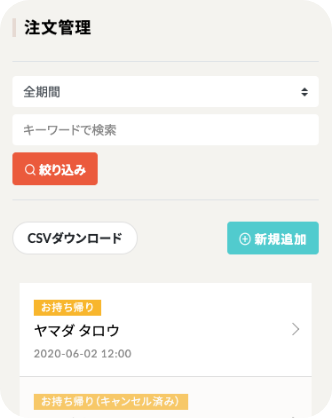 注文管理
全期間
キーワードで検索
絞り込み
CSVダウンロード
新規追加
お持ち帰り
ヤマダ タロウ
2020-06-02 12:00
お持ち帰り(キャンセル済み)